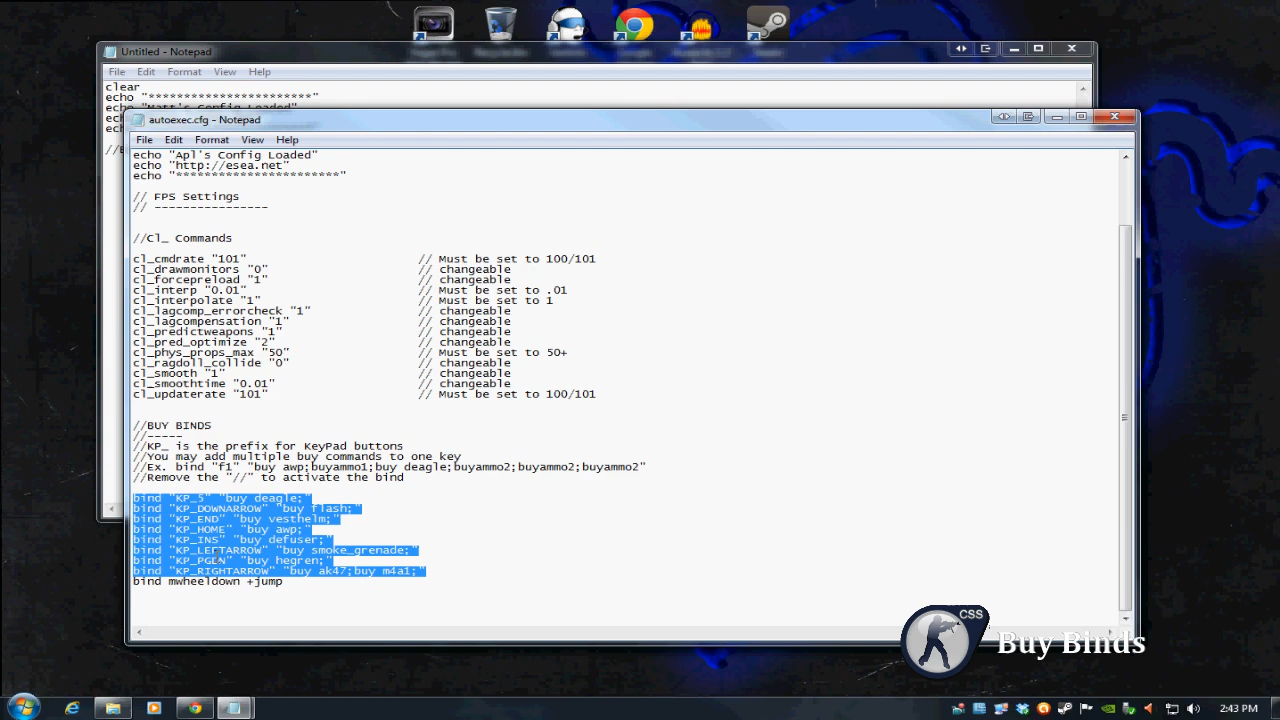 Untitled - Notepad
File Edit Format View Help
clear
echo "***********************"
echo "Matt's Config Loaded"
autoexec.cfg - Notepad
File Edit Format View Help
echo "Apl's Config Loaded"
echo "http://esea.net"
echo "***********************"
// FPS Settings
// ----------------
//Cl_ Commands
cl_cmdrate "101" // Must be set to 100/101
cl_drawmonitors "0" // changeable
cl_forcepreload "1" // changeable
cl_interp "0.01" // Must be set to .01
cl_interpolate "1" // Must be set to 1
cl_lagcomp_errorcheck "1" // changeable
cl_lagcompensation "1" // changeable
cl_predictweapons "1" // changeable
cl_pred_optimize "2" // changeable
cl_phys_props_max "50" // Must be set to 50+
cl_ragdoll_collide "0" // changeable
cl_smooth "1" // changeable
cl_smoothtime "0.01" // changeable
cl_updaterate "101" // Must be set to 100/101
//BUY BINDS
//-----
//KP_ is the prefix for KeyPad buttons
//You may add multiple buy commands to one key
//Ex. bind "f1" "buy awp;buyammo1;buy deagle;buyammo2;buyammo2;buyammo2"
//Remove the "//" to activate the bind
bind "KP_5" "buy deagle;"
bind "KP_DOWNARROW" "buy flash;"
bind "KP_END" "buy vesthelm;"
bind "KP_HOME" "buy awp;"
bind "KP_INS" "buy defuser;"
bind "KP_LEFTARROW" "buy smoke_grenade;"
bind "KP_PGDN" "buy hegren;"
bind "KP_RIGHTARROW" "buy ak47;buy m4a1;"
bind mwheeldown +jump
CSS
Buy Binds
2:43 PM